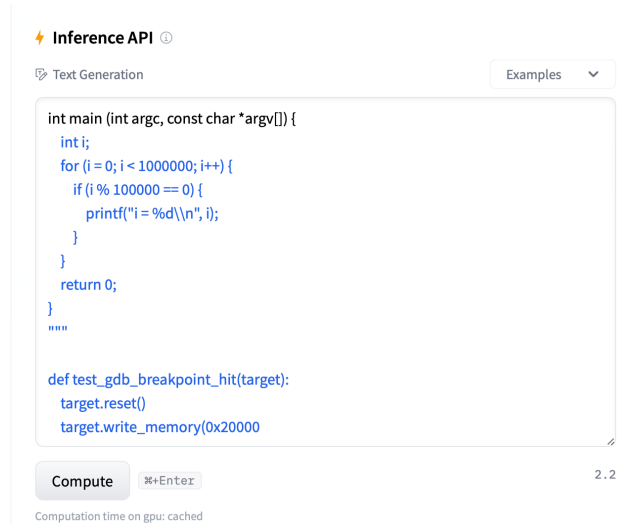 Inference API
Text Generation
Examples
int main (int argc, const char *argv[]) {
int i;
for (i = 0; i < 1000000; i++) {
if (i % 100000 == 0) {
printf("i = %d\\n", i);
}
}
return 0;
}
"""
def test_gdb_breakpoint_hit(target):
target.reset()
target.write_memory(0x20000
Compute
⌘+Enter
2.2
Computation time on gpu: cached